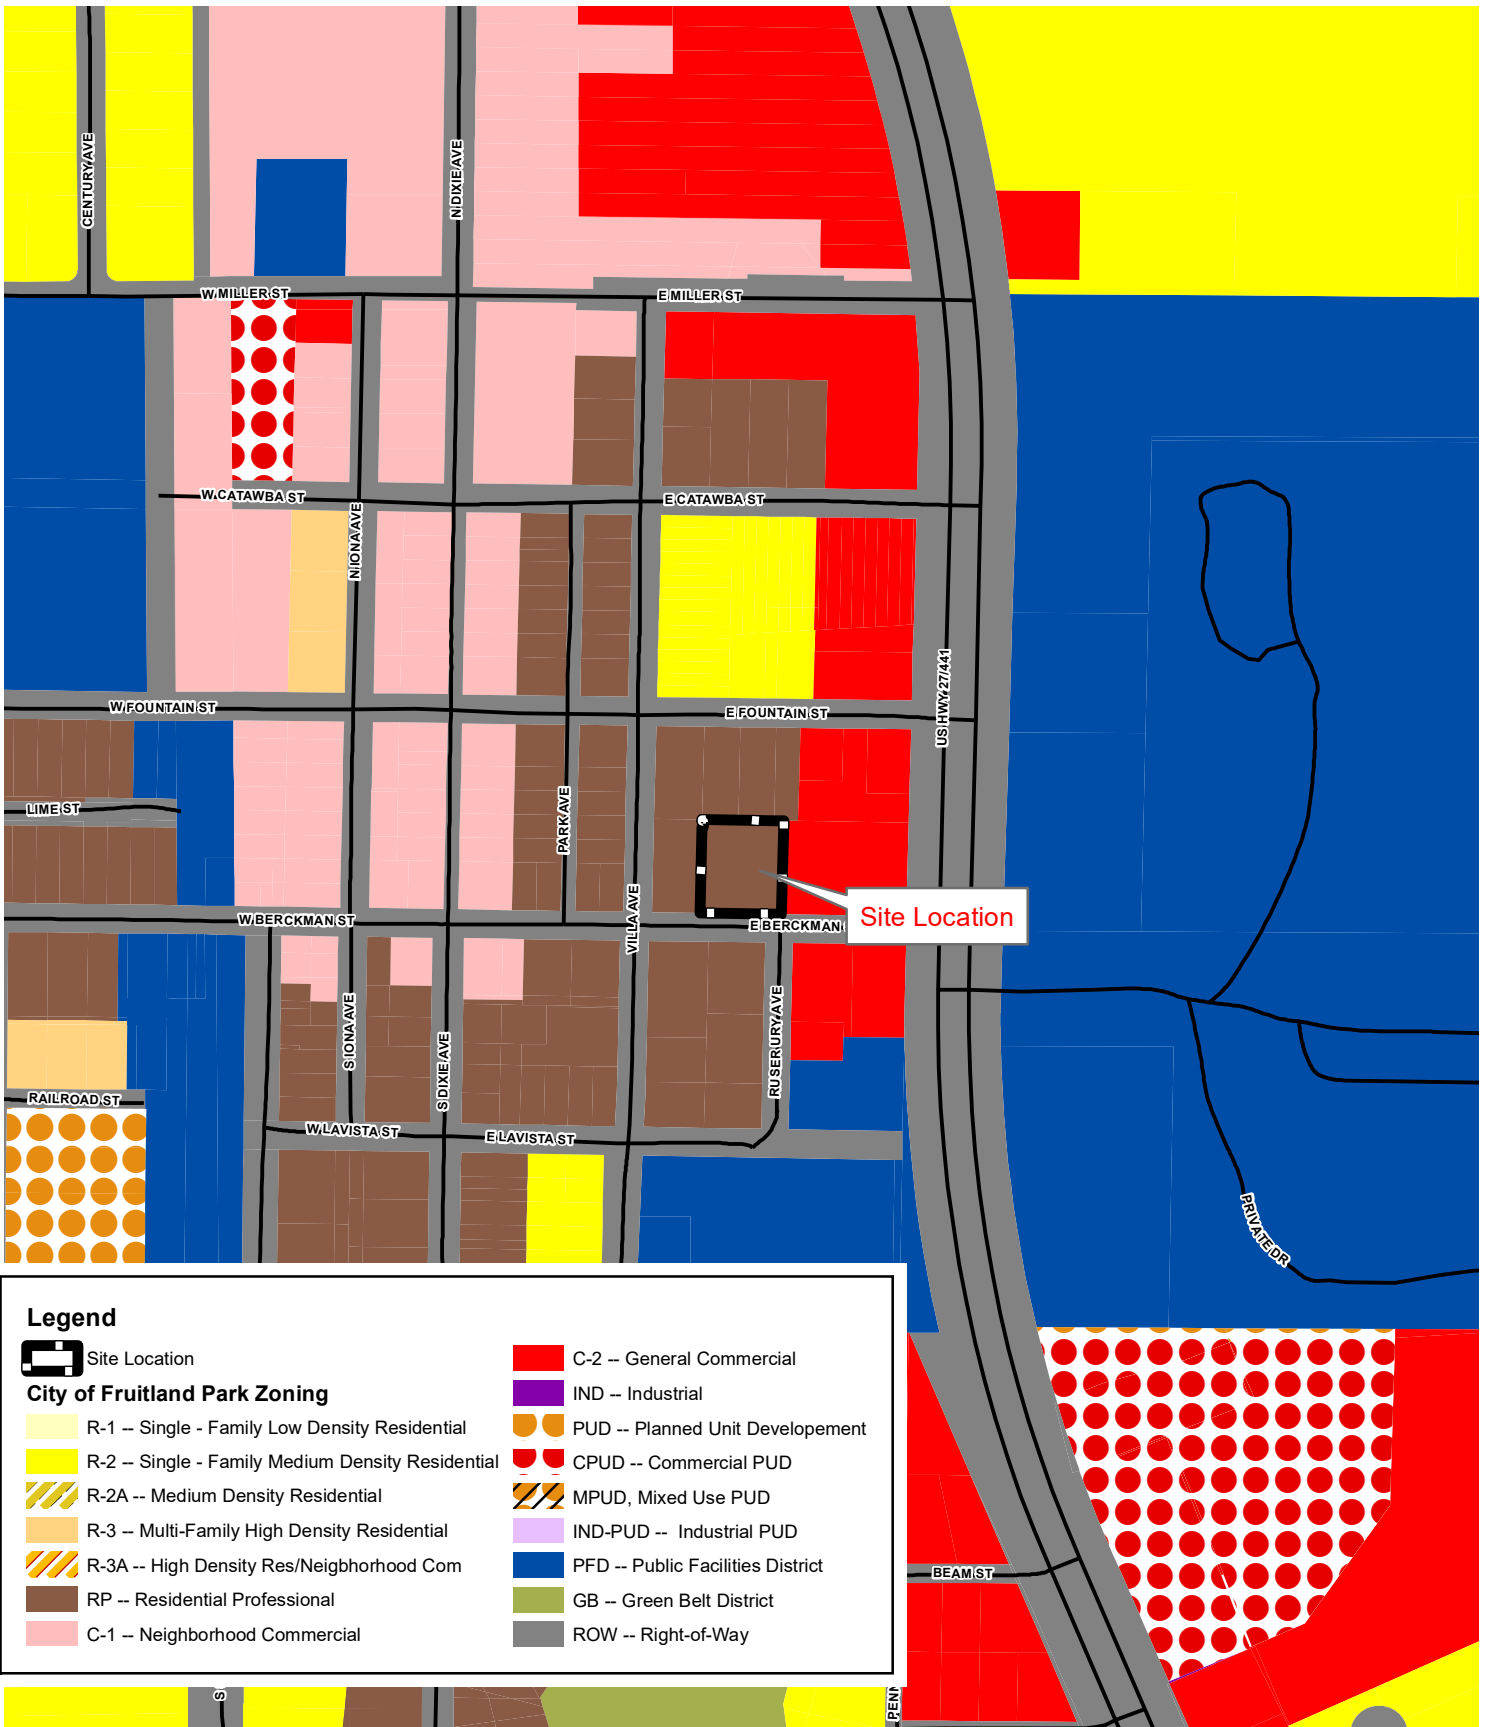 CENTURY AVE
N DIXIE AVE
W MILLER ST
E MILLER ST
W CATAWBA ST
E CATAWBA ST
N IONA AVE
US HWY 27/441
W FOUNTAIN ST
E FOUNTAIN ST
LIME ST
PARK AVE
VILLA AVE
W BERCKMAN ST
E BERCKMAN
Site Location
S IONA AVE
S DIXIE AVE
RUSERURY AVE
RAILROAD ST
W LAVISTA ST
E LAVISTA ST
PRIVATE DR
Legend
Site Location
City of Fruitland Park Zoning
R-1 -- Single - Family Low Density Residential
R-2 -- Single - Family Medium Density Residential
R-2A -- Medium Density Residential
R-3 -- Multi-Family High Density Residential
R-3A -- High Density Res/Neigbhorhood Com
RP -- Residential Professional
C-1 -- Neighborhood Commercial
C-2 -- General Commercial
IND -- Industrial
PUD -- Planned Unit Developement
CPUD -- Commercial PUD
MPUD, Mixed Use PUD
IND-PUD -- Industrial PUD
PFD -- Public Facilities District
GB -- Green Belt District
ROW -- Right-of-Way
BEAM ST
S
PENN